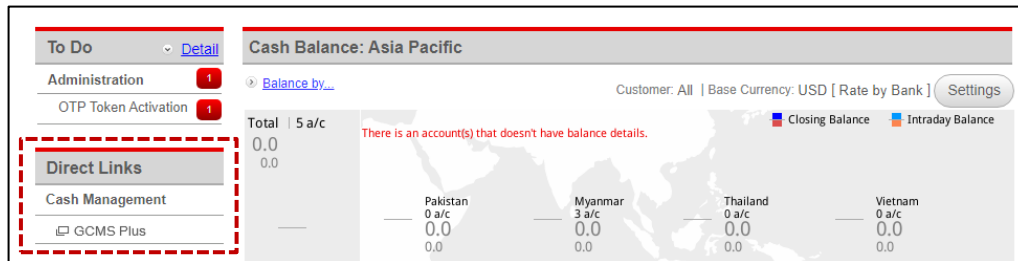 To Do Detail
Administration 1
OTP Token Activation 1
Direct Links
Cash Management
GCMS Plus
Cash Balance: Asia Pacific
Balance by...
Customer: All | Base Currency: USD [ Rate by Bank ] Settings
Total | 5 a/c
0.0
0.0
There is an account(s) that doesn't have balance details.
Closing Balance Intraday Balance
Pakistan
0 a/c
0.0
0.0
Myanmar
3 a/c
0.0
0.0
Thailand
0 a/c
0.0
0.0
Vietnam
0 a/c
0.0
0.0